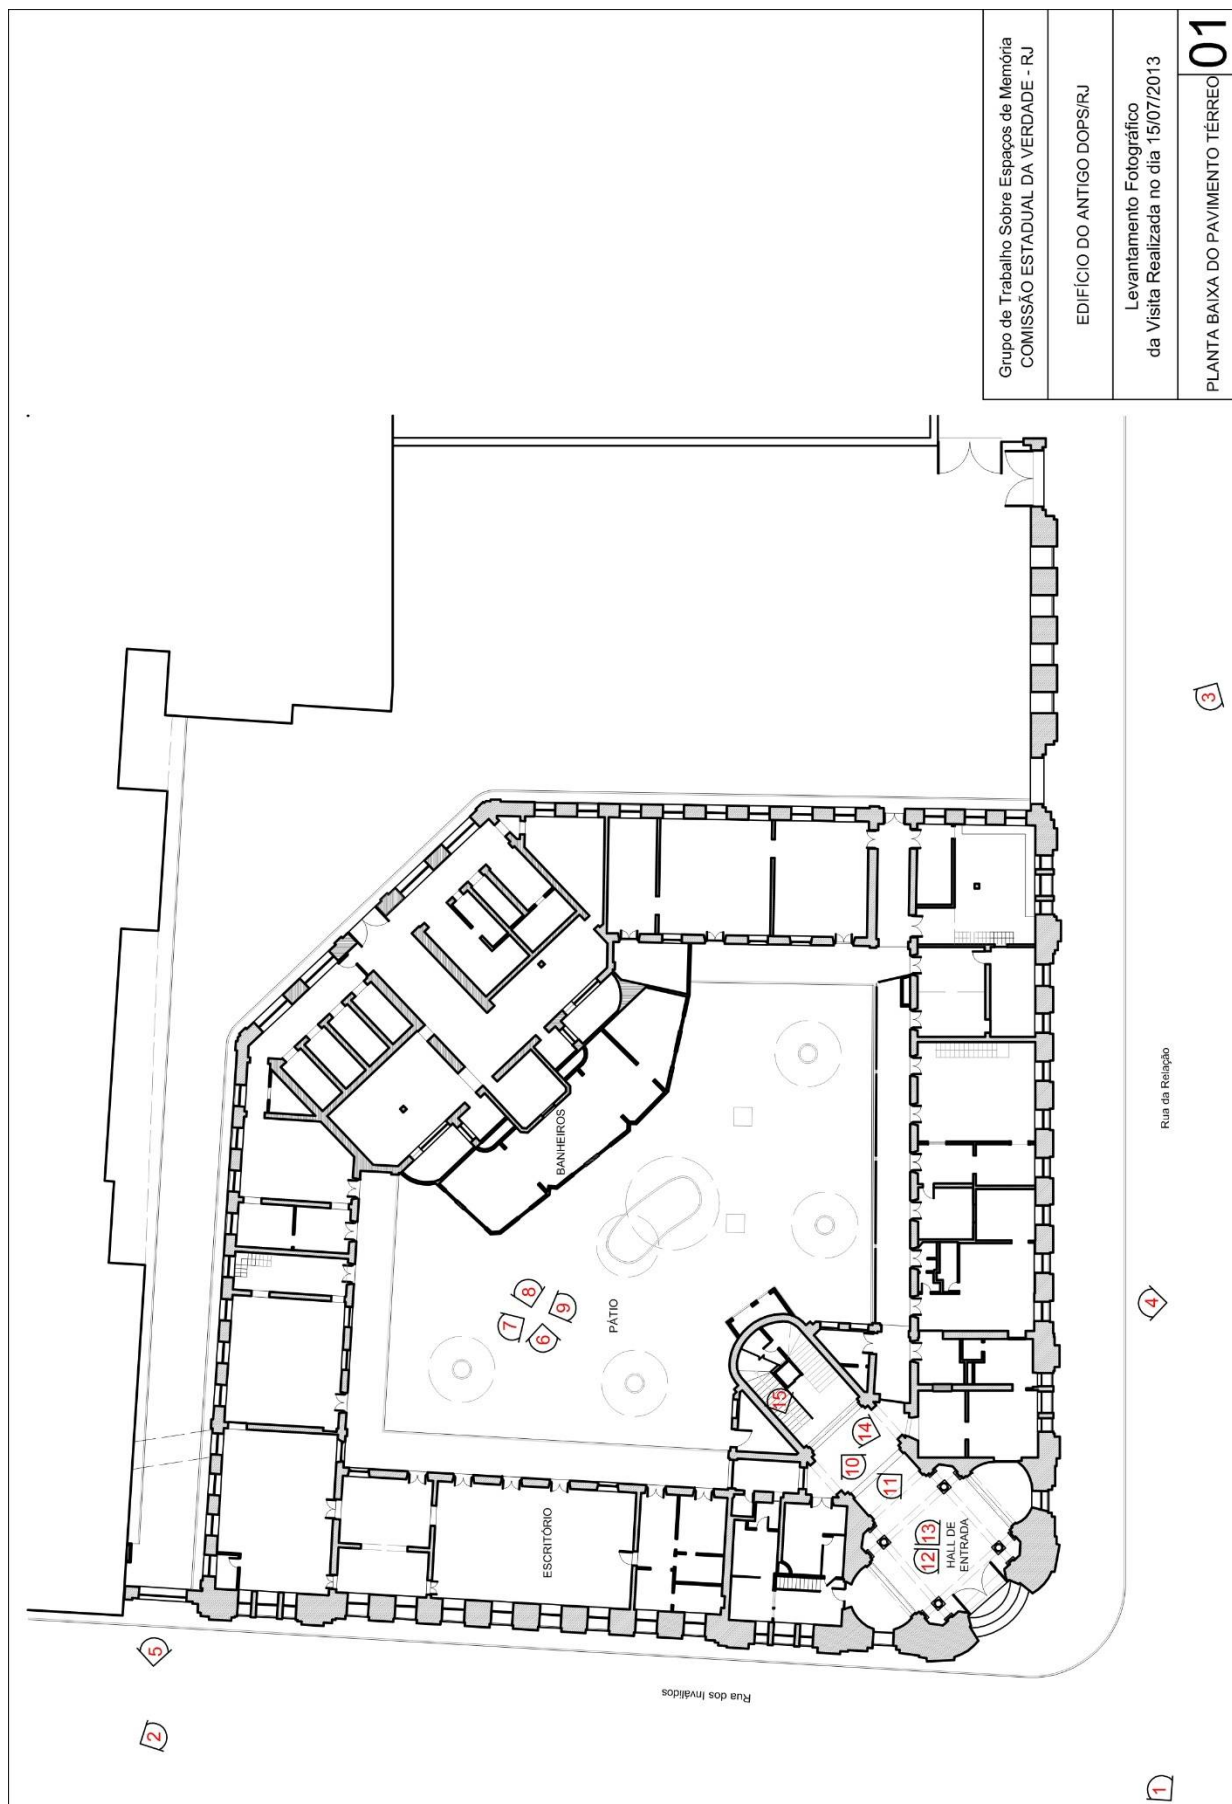 Grupo de Trabalho Sobre Espaços de Memória
COMISSÃO ESTADUAL DA VERDADE - RJ
EDIFÍCIO DO ANTIGO DOPS/RJ
Levantamento Fotográfico
da Visita Realizada no dia 15/07/2013
PLANTA BAIXA DO PAVIMENTO TÉRREO
01
BANHEIROS
PÁTIO
ESCRITÓRIO
HALL DE
ENTRADA
Rua da Relação
Rua dos Inválidos
1
2
3
4
5
6
7
8
9
10
11
12
13
14
15